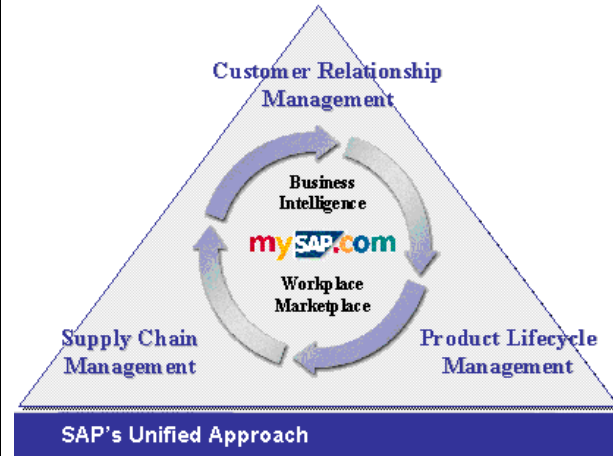 Customer Relationship
Management
Business
Intelligence
mySAP.com
Workplace
Marketplace
Supply Chain
Management
Product Lifecycle
Management
SAP's Unified Approach